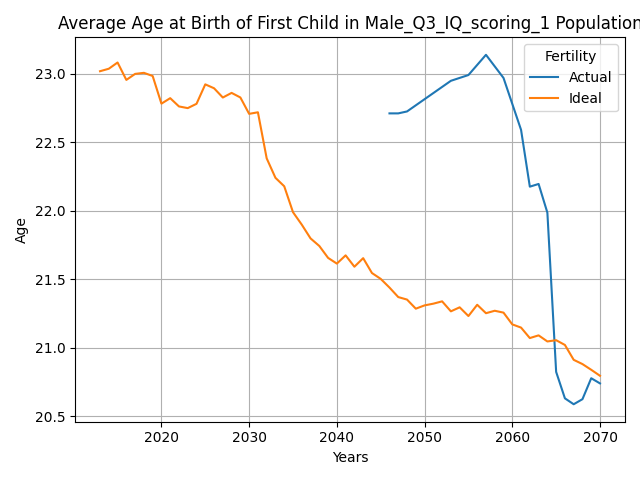 Average Age at Birth of First Child in Male_Q3_IQ_scoring_1 Population
Fertility
Actual
Ideal
23.0
22.5
22.0
21.5
21.0
20.5
Age
2020 2030 2040 2050 2060 2070
Years